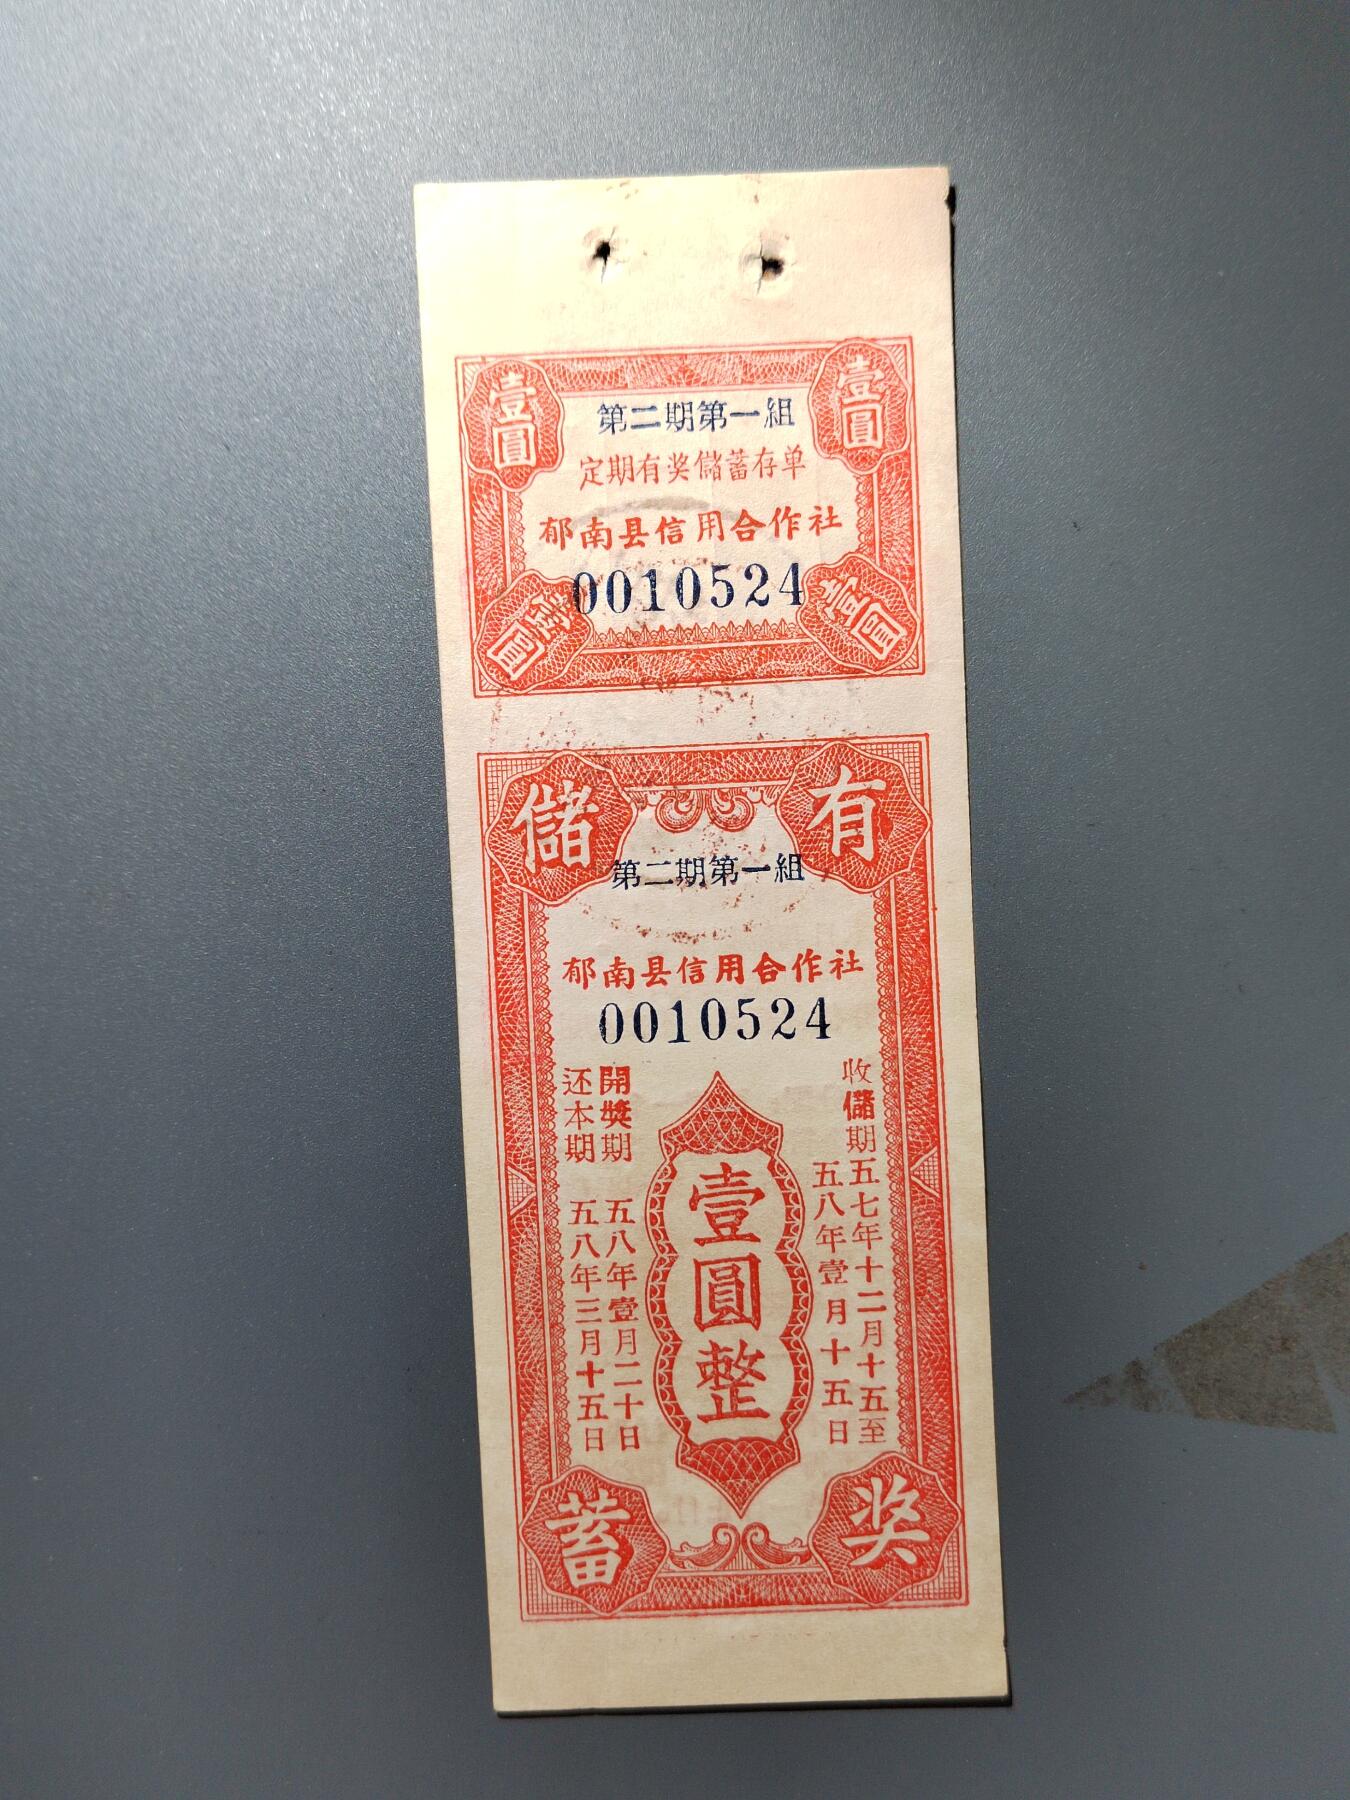 壹圓
壹圓
第二期第一組
定期有奖儲蓄存单
郁南县信用合作社
0010524
壹圓
壹圓
有
儲
第二期第一組
郁南县信用合作社
0010524
收儲期五七年十二月十五至
五八年壹月十五日
壹圓整
開獎期 五八年壹月二十日
还本期 五八年三月十五日
奖
蓄